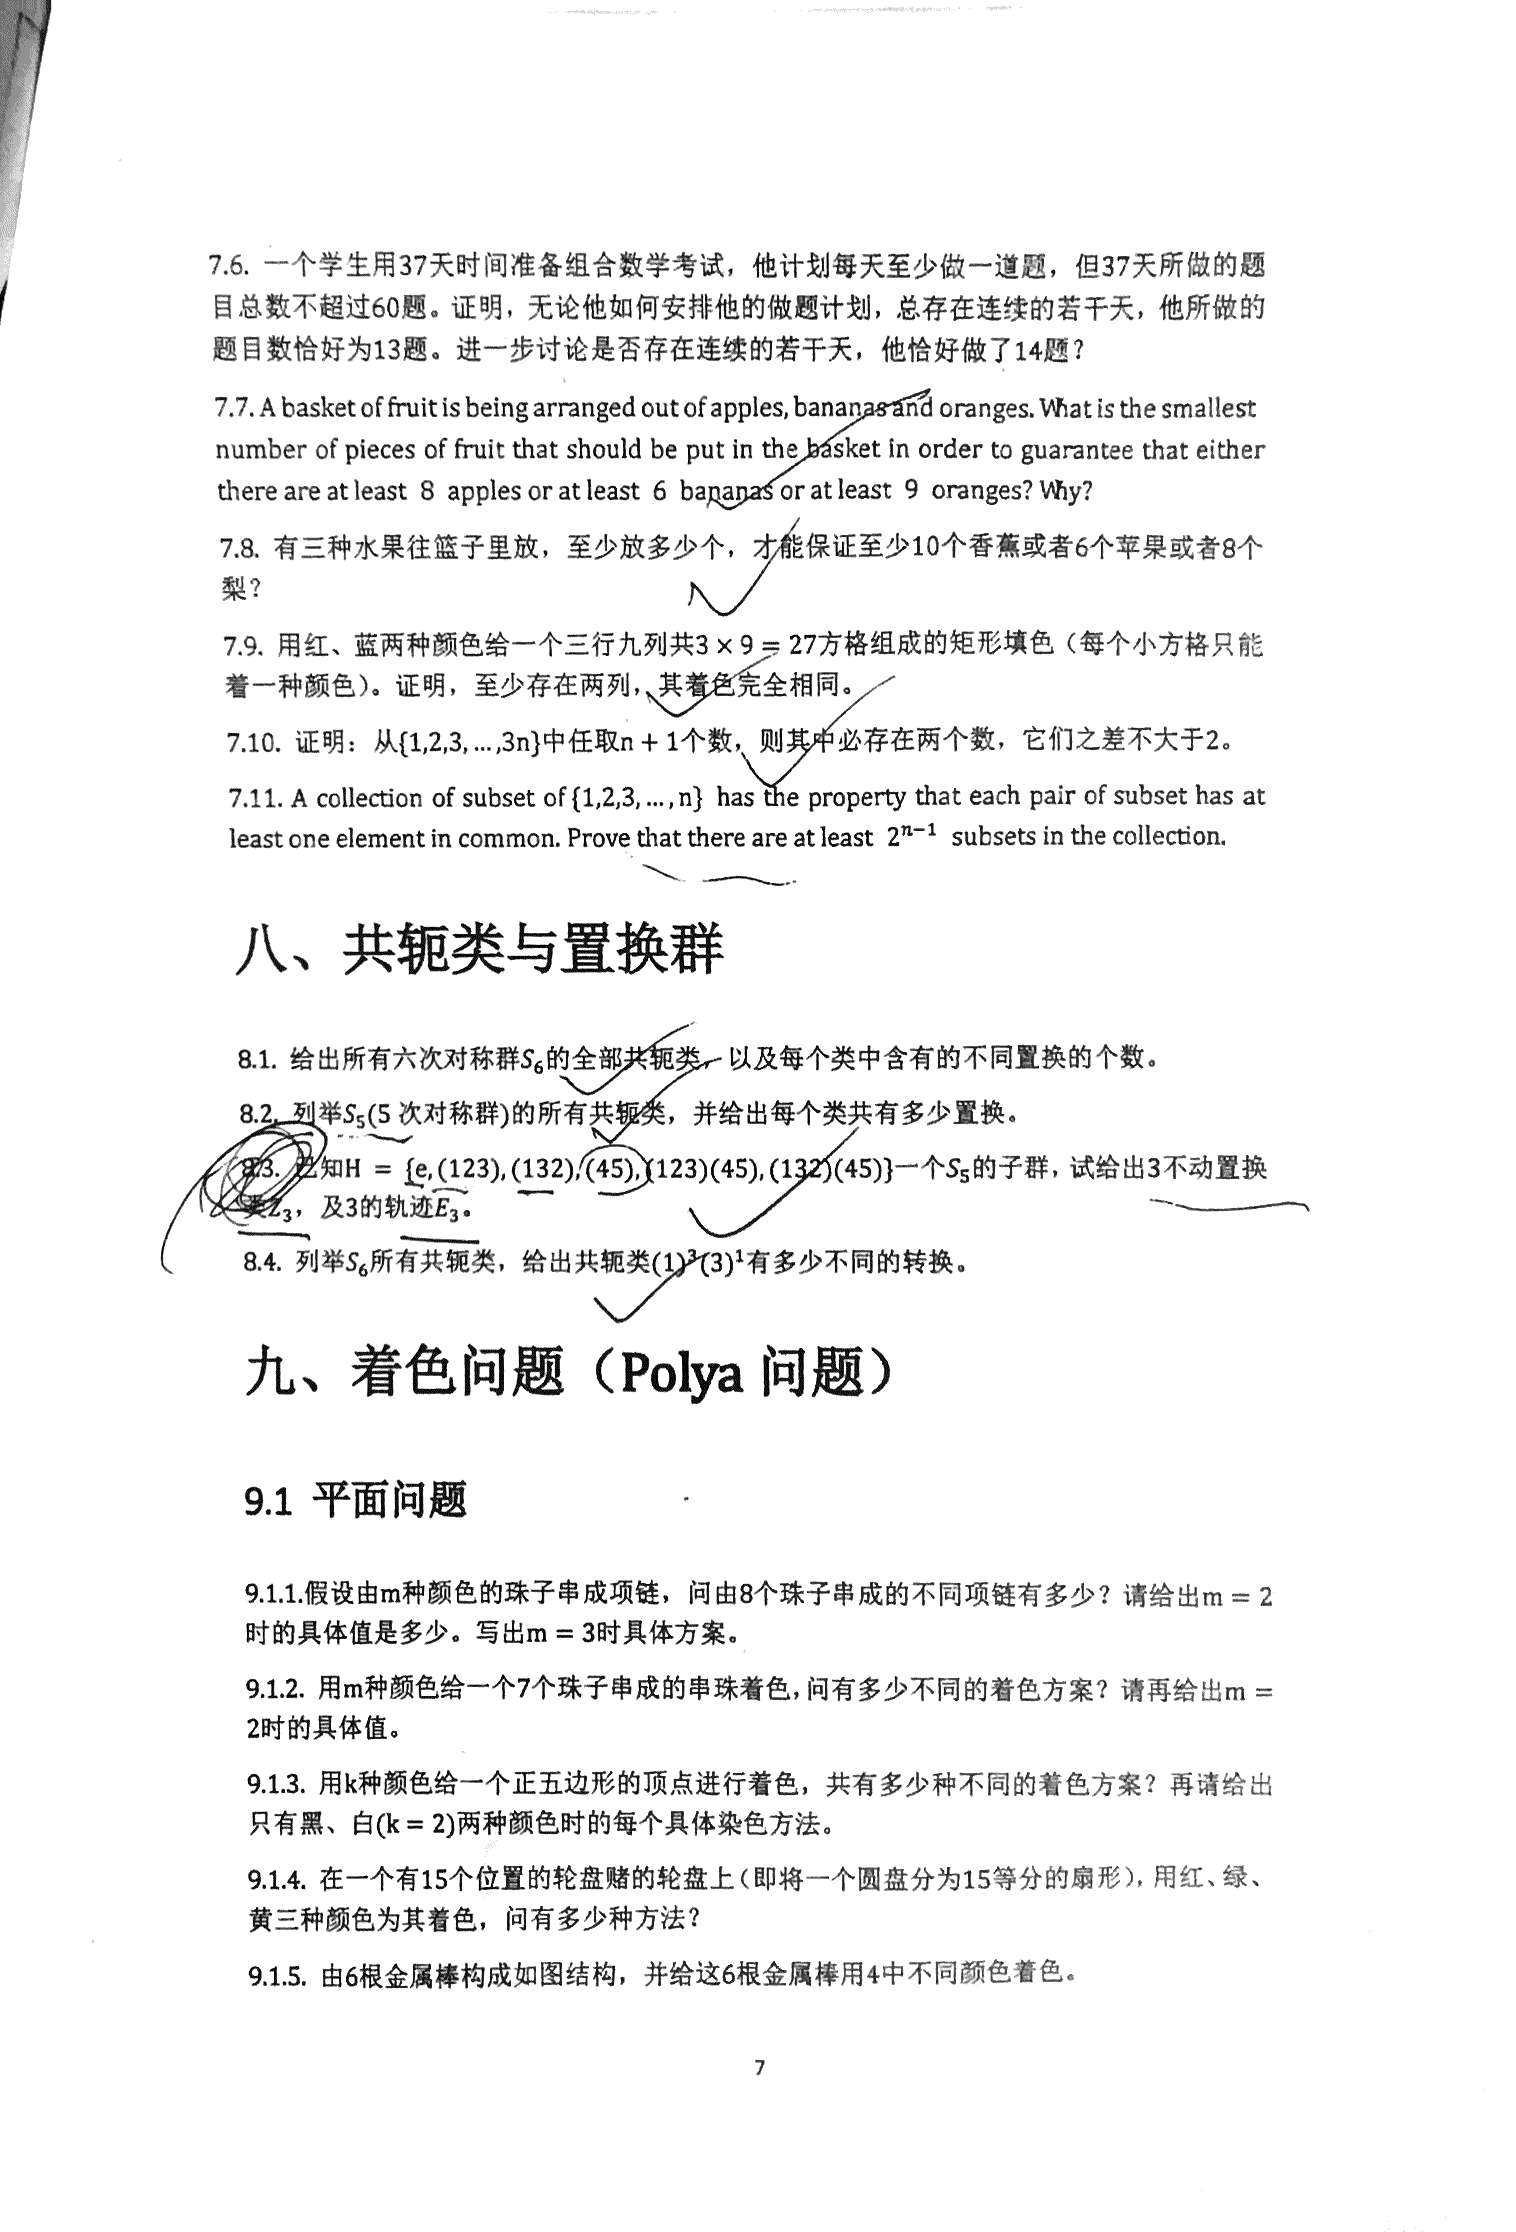 7.6. 一个学生用37天时间准备组合数学考试，他计划每天至少做一道题，但37天所做的题
目总数不超过60题。证明，无论他如何安排他的做题计划，总存在连续的若干天，他所做的
题目数恰好为13题。进一步讨论是否存在连续的若干天，他恰好做了14题？
7.7. A basket of fruit is being arranged out of apples, bananas and oranges. What is the smallest
number of pieces of fruit that should be put in the basket in order to guarantee that either
there are at least 8 apples or at least 6 bananas or at least 9 oranges? Why?
7.8. 有三种水果往篮子里放，至少放多少个，才能保证至少10个香蕉或者6个苹果或者8个
梨？
7.9. 用红、蓝两种颜色给一个三行九列共3 × 9 = 27方格组成的矩形填色（每个小方格只能
着一种颜色）。证明，至少存在两列，其着色完全相同。
7.10. 证明：从{1,2,3, ... ,3n}中任取n + 1个数，则其中必存在两个数，它们之差不大于2。
7.11. A collection of subset of {1,2,3, ... , n} has the property that each pair of subset has at
least one element in common. Prove that there are at least 2ⁿ⁻¹ subsets in the collection.
八、共轭类与置换群
8.1. 给出所有六次对称群S₆的全部共轭类，以及每个类中含有的不同置换的个数。
8.2. 列举S₅(5 次对称群)的所有共轭类，并给出每个类共有多少置换。
8.3. 已知H = {e, (123), (132), (45), (123)(45), (132)(45)}一个S₅的子群，试给出3不动置换
类Z₃，及3的轨迹E₃。
8.4. 列举S₆所有共轭类，给出共轭类(1)³(3)¹有多少不同的转换。
九、着色问题（Polya 问题）
9.1 平面问题
9.1.1.假设由m种颜色的珠子串成项链，问由8个珠子串成的不同项链有多少？请给出m = 2
时的具体值是多少。写出m = 3时具体方案。
9.1.2. 用m种颜色给一个7个珠子串成的串珠着色，问有多少不同的着色方案？请再给出m =
2时的具体值。
9.1.3. 用k种颜色给一个正五边形的顶点进行着色，共有多少种不同的着色方案？再请给出
只有黑、白(k = 2)两种颜色时的每个具体染色方法。
9.1.4. 在一个有15个位置的轮盘赌的轮盘上（即将一个圆盘分为15等分的扇形），用红、绿、
黄三种颜色为其着色，问有多少种方法？
9.1.5. 由6根金属棒构成如图结构，并给这6根金属棒用4中不同颜色着色。
7